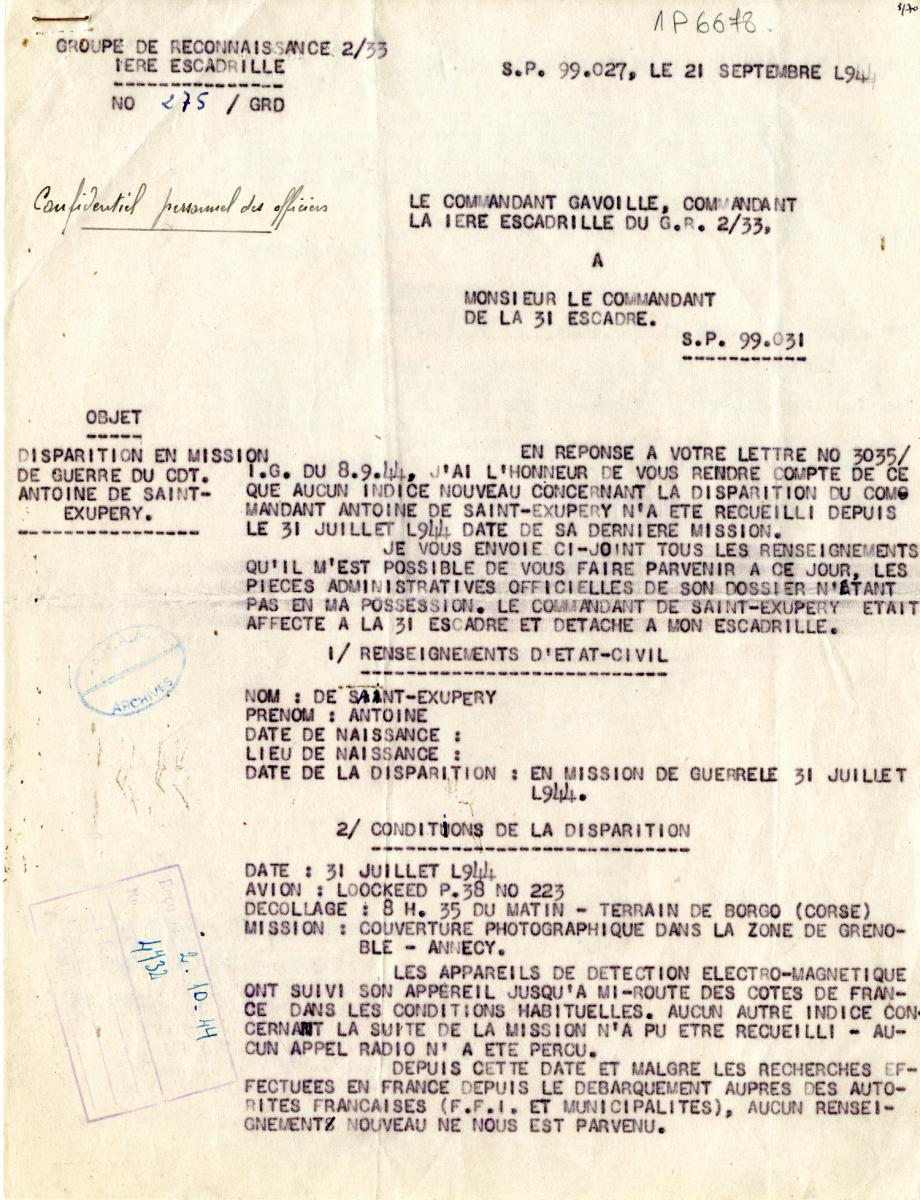 3/70
1P6678.
GROUPE DE RECONNAISSANCE 2/33
IERE ESCADRILLE
S.P. 99.027, LE 21 SEPTEMBRE L944
NO 275 / GRD
Confidentiel personnel des officiers
LE COMMANDANT GAVOILLE, COMMANDANT
LA IERE ESCADRILLE DU G.R. 2/33,
A
MONSIEUR LE COMMANDANT
DE LA 31 ESCADRE.
S.P. 99.031
OBJET
DISPARITION EN MISSION
DE GUERRE DU CDT.
ANTOINE DE SAINT-
EXUPERY.
EN REPONSE A VOTRE LETTRE NO 3035/
I.G. DU 8.9.44, J'AI L'HONNEUR DE VOUS RENDRE COMPTE DE CE
QUE AUCUN INDICE NOUVEAU CONCERNANT LA DISPARITION DU COM
MANDANT ANTOINE DE SAINT-EXUPERY N'A ETE RECUEILLI DEPUIS
LE 31 JUILLET L944 DATE DE SA DERNIERE MISSION.
JE VOUS ENVOIE CI-JOINT TOUS LES RENSEIGNEMENTS
QU'IL M'EST POSSIBLE DE VOUS FAIRE PARVENIR A CE JOUR, LES
PIECES ADMINISTRATIVES OFFICIELLES DE SON DOSSIER N'ÉTANT
PAS EN MA POSSESSION. LE COMMANDANT DE SAINT-EXUPERY ETAIT
AFFECTE A LA 31 ESCADRE ET DETACHE A MON ESCADRILLE.
1/ RENSEIGNEMENTS D'ETAT-CIVIL
ARCHIVES
NOM : DE SAINT-EXUPERY
PRENOM : ANTOINE
DATE DE NAISSANCE :
LIEU DE NAISSANCE :
DATE DE LA DISPARITION : EN MISSION DE GUERRELE 31 JUILLET
L944.
2/ CONDITIONS DE LA DISPARITION
DATE : 31 JUILLET L944
AVION : LOOCKEED P.38 NO 223
DECOLLAGE : 8 H. 35 DU MATIN - TERRAIN DE BORGO (CORSE)
MISSION : COUVERTURE PHOTOGRAPHIQUE DANS LA ZONE DE GRENO-
BLE - ANNECY.
LES APPAREILS DE DETECTION ELECTRO-MAGNETIQUE
ONT SUIVI SON APPEREIL JUSQU'A MI-ROUTE DES COTES DE FRAN-
CE DANS LES CONDITIONS HABITUELLES. AUCUN AUTRE INDICE CON-
CERNANT LA SUITE DE LA MISSION N'A PU ETRE RECUEILLI - AU-
CUN APPEL RADIO N' A ETE PERCU.
DEPUIS CETTE DATE ET MALGRE LES RECHERCHES EF-
FECTUEES EN FRANCE DEPUIS LE DEBARQUEMENT AUPRES DES AUTO-
RITES FRANCAISES (F.F.I. ET MUNICIPALITES), AUCUN RENSEI-
GNEMENTS NOUVEAU NE NOUS EST PARVENU.
2.10.44
4932